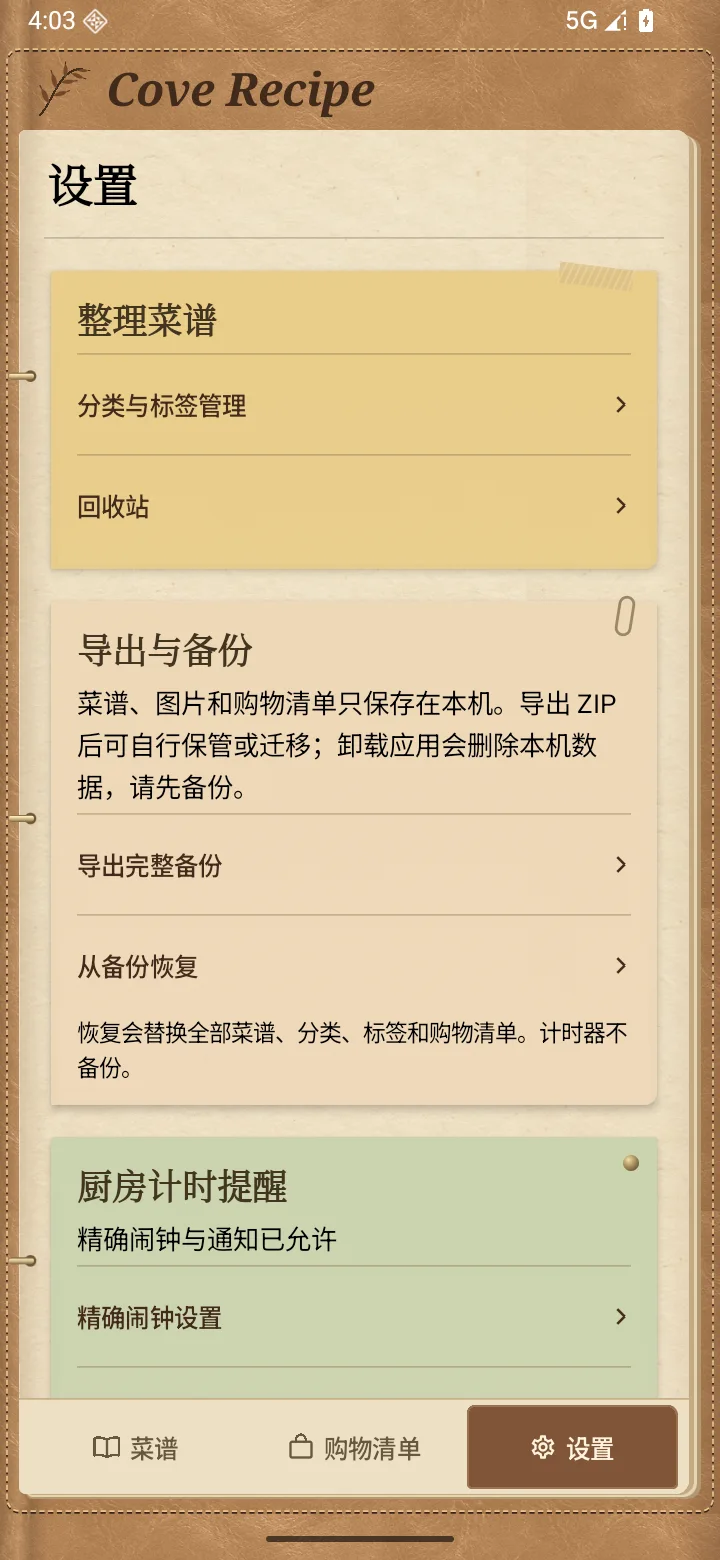 4:03
5G
Cove Recipe
设置
整理菜谱
分类与标签管理
回收站
导出与备份
菜谱、图片和购物清单只保存在本机。导出 ZIP
后可自行保管或迁移；卸载应用会删除本机数
据，请先备份。
导出完整备份
从备份恢复
恢复会替换全部菜谱、分类、标签和购物清单。计时器不
备份。
厨房计时提醒
精确闹钟与通知已允许
精确闹钟设置
菜谱
购物清单
设置